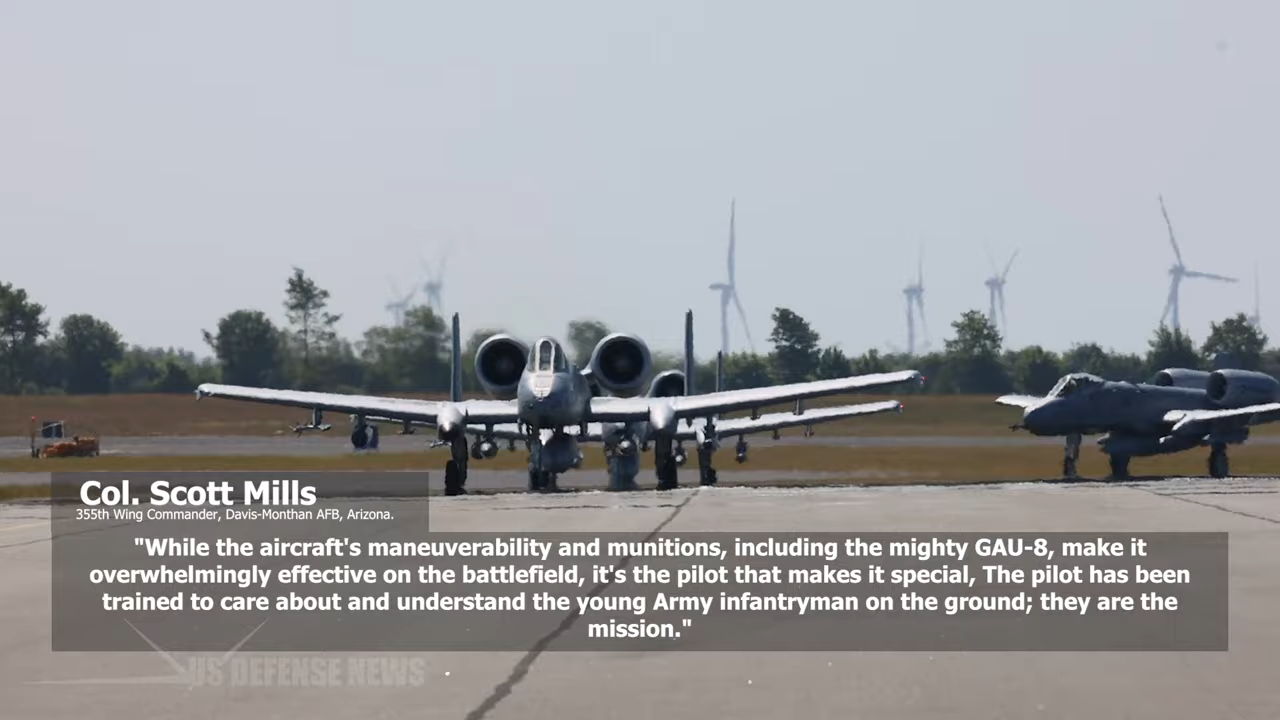 Col. Scott Mills
355th Wing Commander, Davis-Monthan AFB, Arizona.
"While the aircraft's maneuverability and munitions, including the mighty GAU-8, make it
overwhelmingly effective on the battlefield, it's the pilot that makes it special, The pilot has been
trained to care about and understand the young Army infantryman on the ground; they are the
mission."
US DEFENSE NEWS